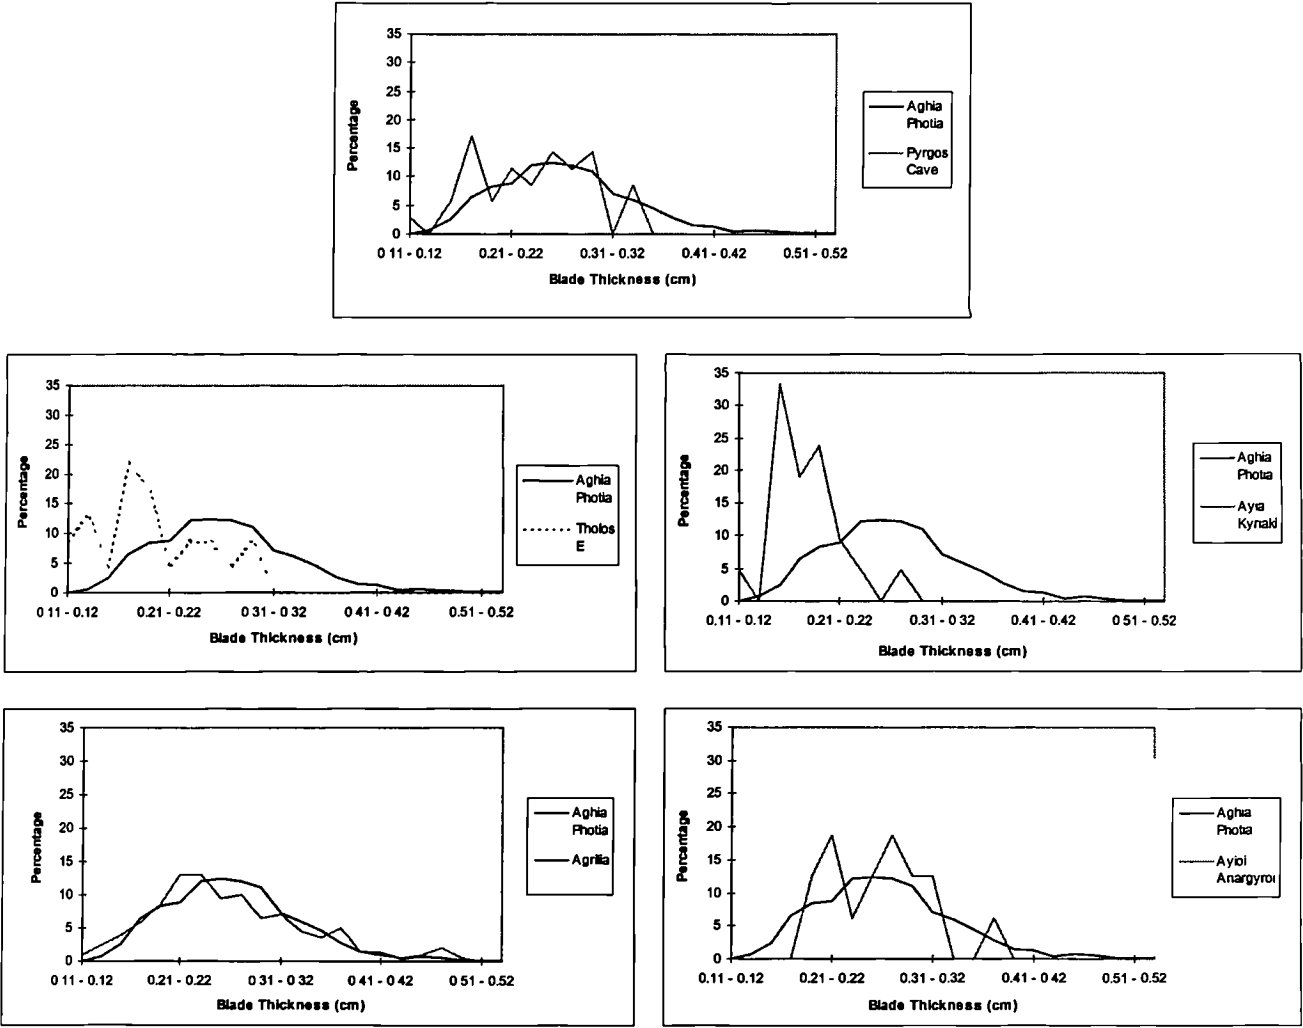 35
30
25
20
15
10
5
0
Percentage
0 11 - 0.12 0.21 - 0.22 0.31 - 0.32 0.41 - 0.42 0.51 - 0.52
Blade Thickness (cm)
Aghia
Photia
Pyrgos
Cave
35
30
25
20
15
10
5
0
Percentage
0 11 - 0.12 0.21 - 0.22 0 31 - 0 32 0 41 - 0 42 0.51 - 0.52
Blade Thickness (cm)
Aghia
Photia
Tholos
E
35
30
25
20
15
10
5
0
Percentage
0.11 - 0.12 0.21 - 0.22 0.31 - 0 32 0.41 - 0.42 0 51 - 0.52
Blade Thickness (cm)
Aghia
Photia
Ayia
Kyriaki
35
30
25
20
15
10
5
0
Percentage
0 11 - 0.12 0.21 - 0.22 0 31 - 0.32 0 41 - 0.42 0 51 - 0.52
Blade Thickness (cm)
Aghia
Photia
Agrilia
35
30
25
20
15
10
5
0
Percentage
0.11 - 0.12 0.21 - 0.22 0.31 - 0.32 0.41 - 0.42 0 51 - 0.52
Blade Thickness (cm)
Aghia
Photia
Ayioi
Anargyroi